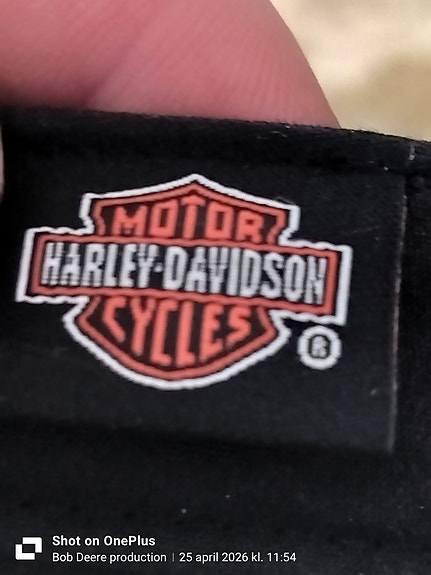 MOTOR
HARLEY-DAVIDSON
CYCLES
®
Shot on OnePlus
Bob Deere production | 25 april 2026 kl. 11:54